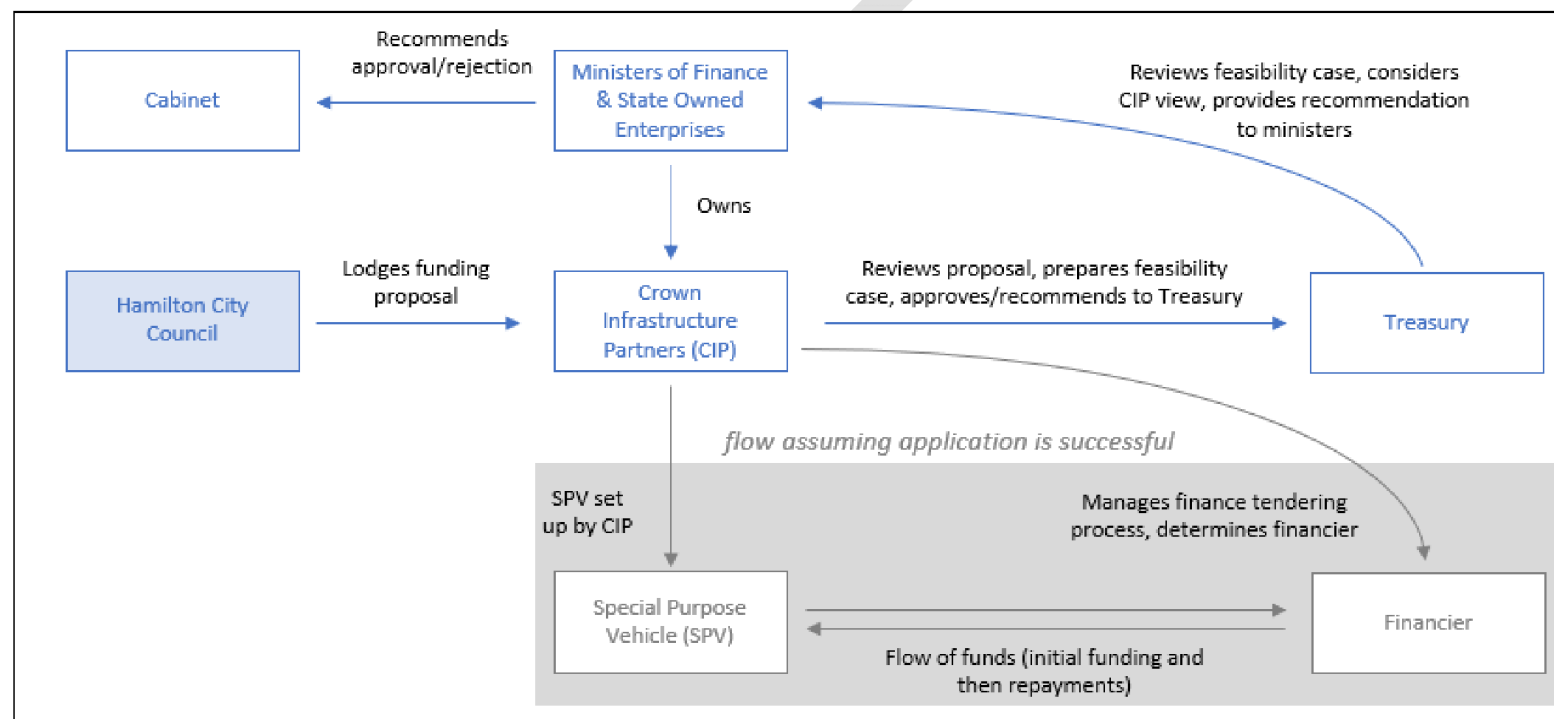 Recommends
approval/rejection
Cabinet
Ministers of Finance
& State Owned
Enterprises
Reviews feasibility case, considers
CIP view, provides recommendation
to ministers
Owns
Hamilton City
Council
Lodges funding
proposal
Crown
Infrastructure
Partners (CIP)
Reviews proposal, prepares feasibility
case, approves/recommends to Treasury
Treasury
flow assuming application is successful
SPV set
up by CIP
Manages finance tendering
process, determines financier
Special Purpose
Vehicle (SPV)
Financier
Flow of funds (initial funding and
then repayments)